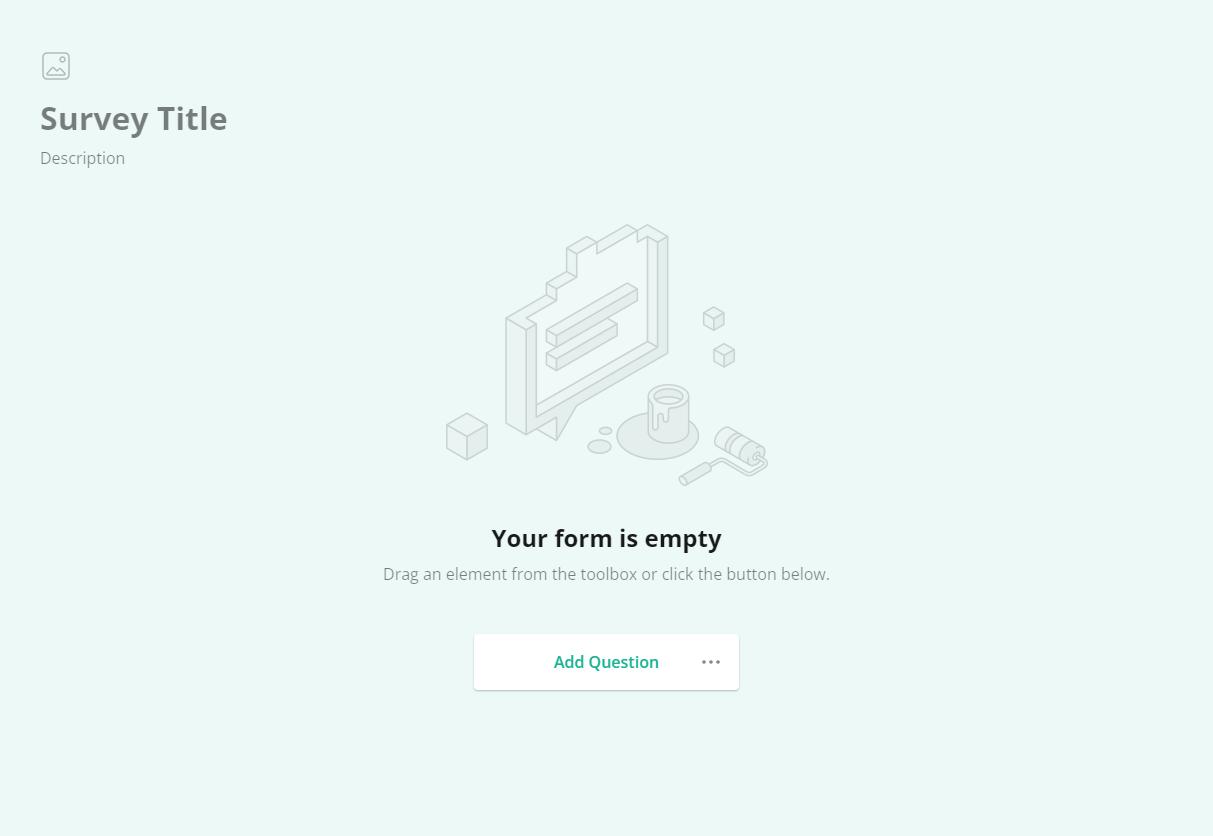 Survey Title
Description
Your form is empty
Drag an element from the toolbox or click the button below.
Add Question